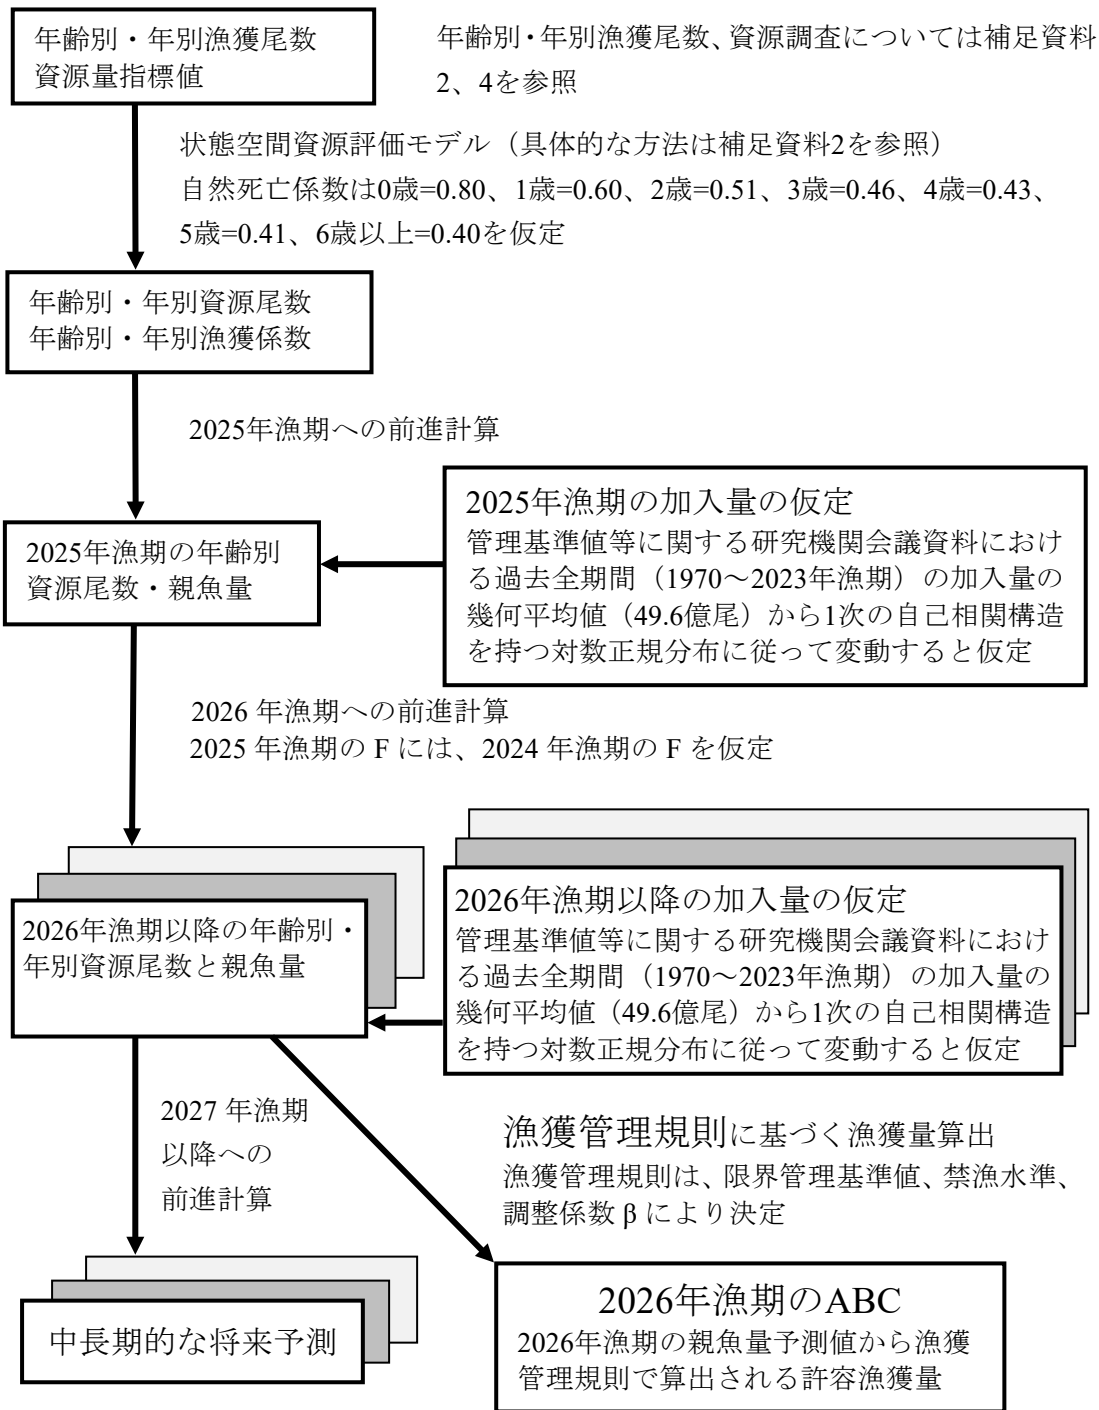 年齢別・年別漁獲尾数
資源量指標値
年齢別・年別漁獲尾数、資源調査については補足資料
2、4を参照
状態空間資源評価モデル（具体的な方法は補足資料2を参照）
自然死亡係数は0歳=0.80、1歳=0.60、2歳=0.51、3歳=0.46、4歳=0.43、
5歳=0.41、6歳以上=0.40を仮定
年齢別・年別資源尾数
年齢別・年別漁獲係数
2025年漁期への前進計算
2025年漁期の加入量の仮定
管理基準値等に関する研究機関会議資料におけ
る過去全期間（1970～2023年漁期）の加入量の
幾何平均値（49.6億尾）から1次の自己相関構造
を持つ対数正規分布に従って変動すると仮定
2025年漁期の年齢別
資源尾数・親魚量
2026 年漁期への前進計算
2025 年漁期の F には、2024 年漁期の F を仮定
2026年漁期以降の加入量の仮定
管理基準値等に関する研究機関会議資料におけ
る過去全期間（1970～2023年漁期）の加入量の
幾何平均値（49.6億尾）から1次の自己相関構造
を持つ対数正規分布に従って変動すると仮定
2026年漁期以降の年齢別・
年別資源尾数と親魚量
2027 年漁期
以降への
前進計算
漁獲管理規則に基づく漁獲量算出
漁獲管理規則は、限界管理基準値、禁漁水準、
調整係数 β により決定
中長期的な将来予測
2026年漁期のABC
2026年漁期の親魚量予測値から漁獲
管理規則で算出される許容漁獲量